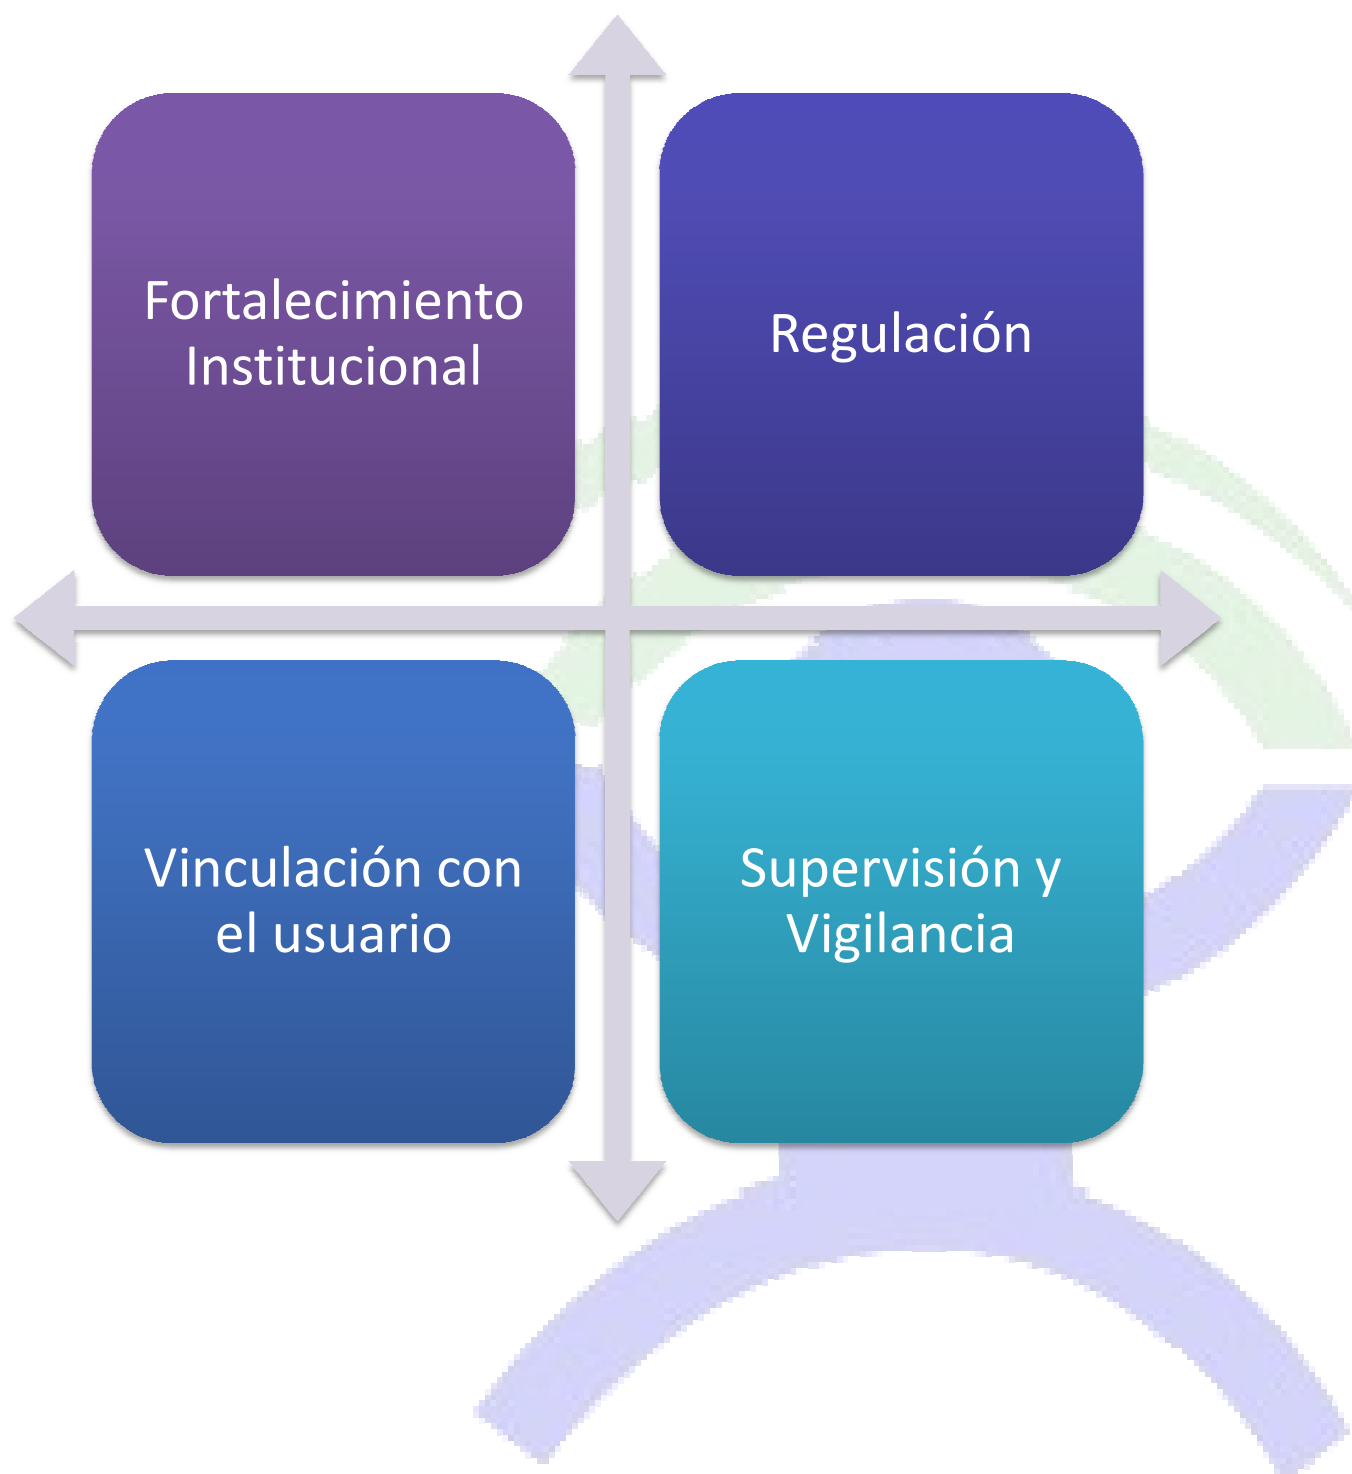 Fortalecimiento
Institucional
Regulación
Vinculación con
el usuario
Supervisión y
Vigilancia